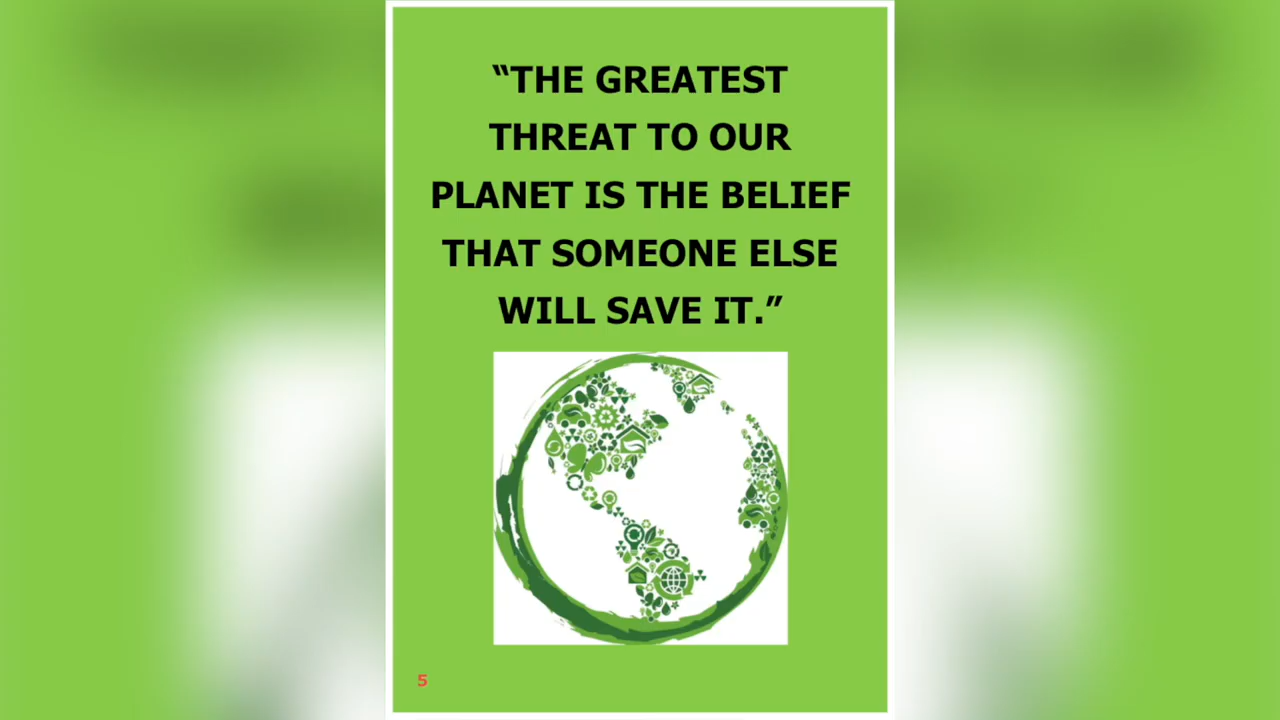 “THE GREATEST
THREAT TO OUR
PLANET IS THE BELIEF
THAT SOMEONE ELSE
WILL SAVE IT.”
5